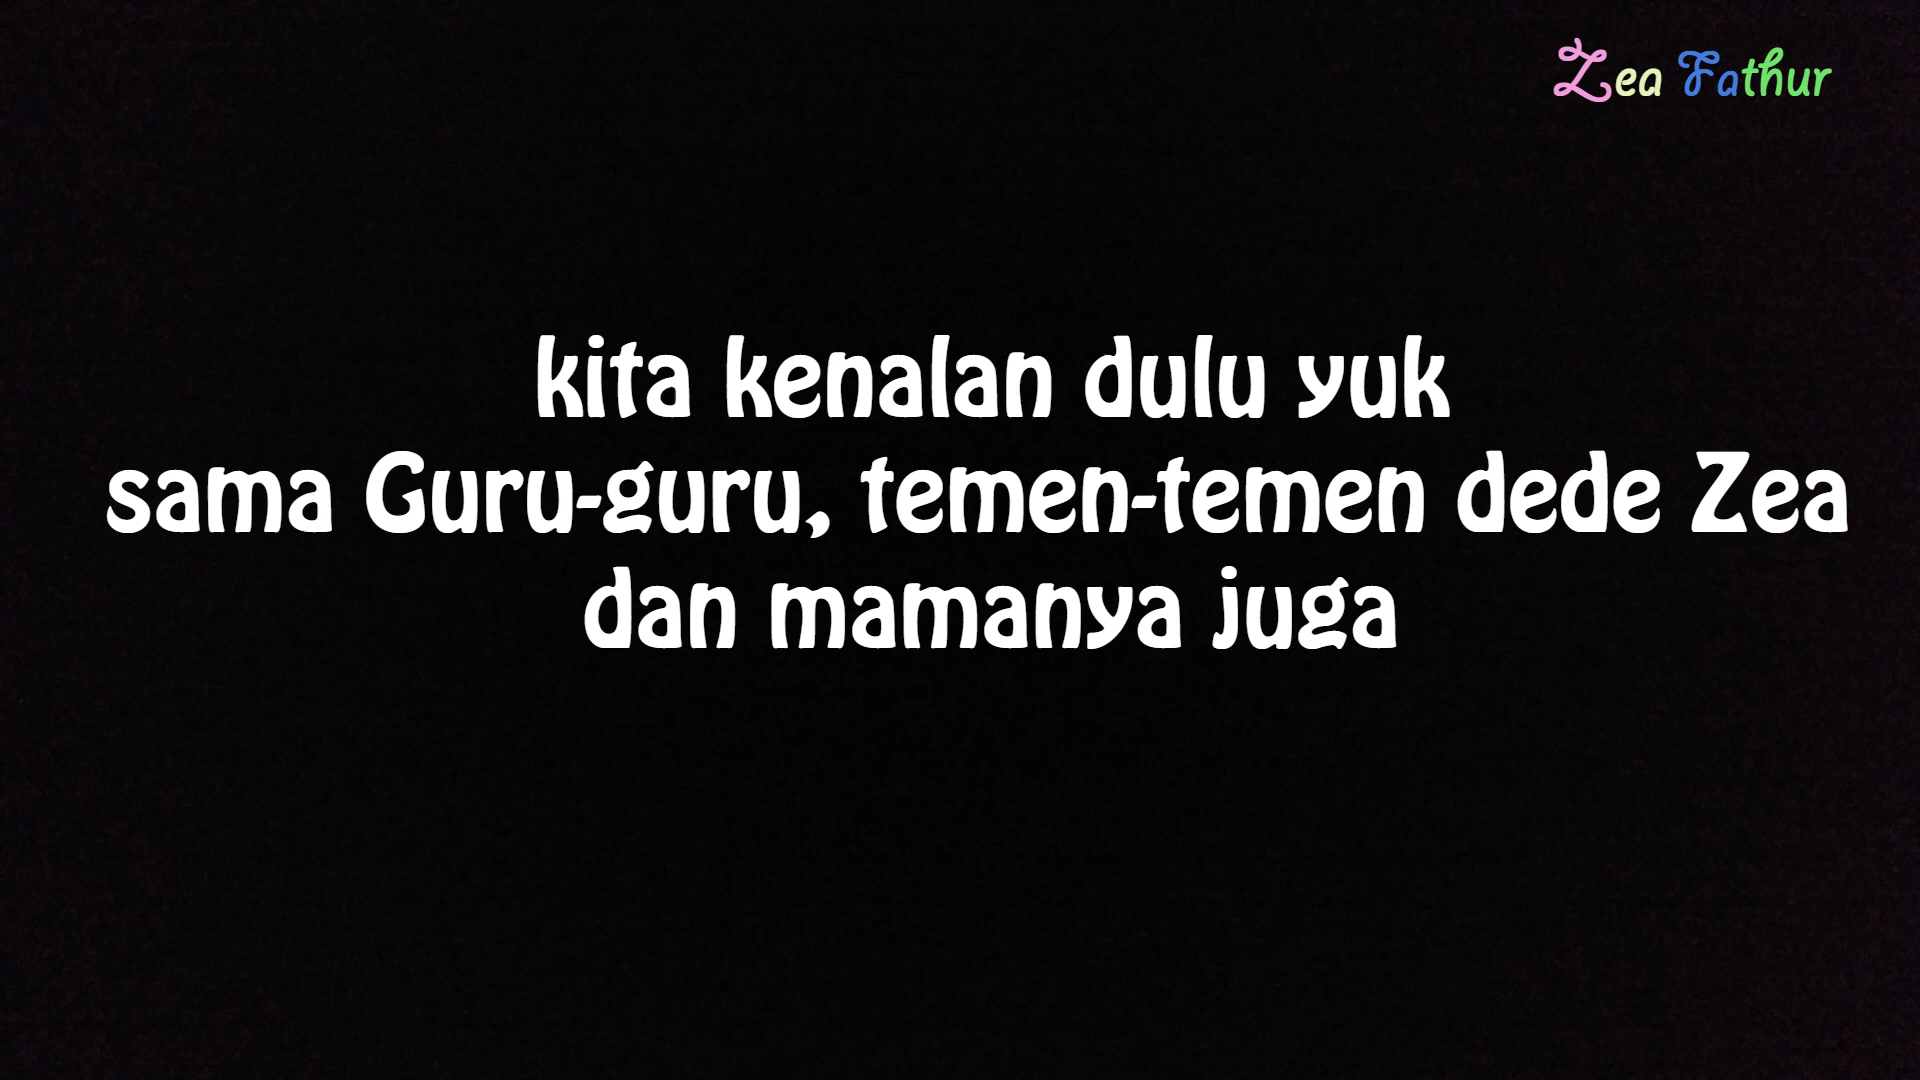 Zea Fathur
kita kenalan dulu yuk
sama Guru-guru, temen-temen dede Zea
dan mamanya juga